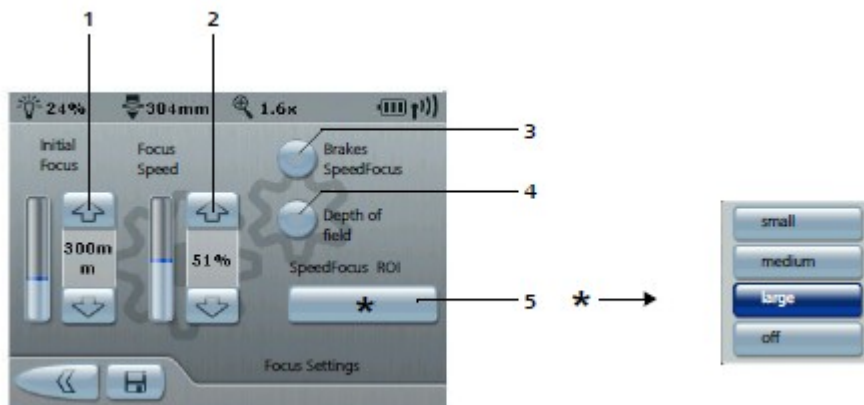 1 2
24% 304mm 1.6x
Initial Focus
Focus Speed
300mm
51%
Brakes SpeedFocus
3
Depth of field
4
SpeedFocus ROI
* 5 *
Focus Settings
small
medium
large
off